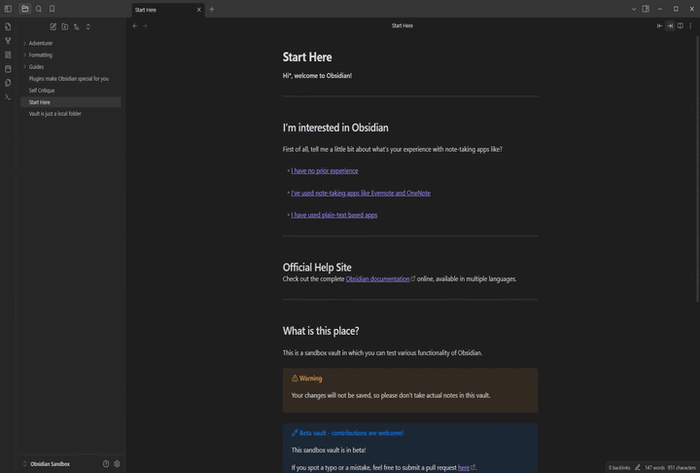 Start Here
Start Here
Adventurer
Formatting
Guides
Plugins make Obsidian special for you
Self Critique
Start Here
Vault is just a local folder
Obsidian Sandbox
Start Here
Hi*, welcome to Obsidian!
I'm interested in Obsidian
First of all, tell me a little bit about what's your experience with note-taking apps like?
I have no prior experience
I've used note-taking apps like Evernote and OneNote
I have used plain-text based apps
Official Help Site
Check out the complete Obsidian documentation online, available in multiple languages.
What is this place?
This is a sandbox vault in which you can test various functionality of Obsidian.
Warning
Your changes will not be saved, so please don't take actual notes in this vault.
Beta vault - contributions are welcome!
This sandbox vault is in beta!
If you spot a typo or a mistake, feel free to submit a pull request here.
0 backlinks 147 words 951 characters